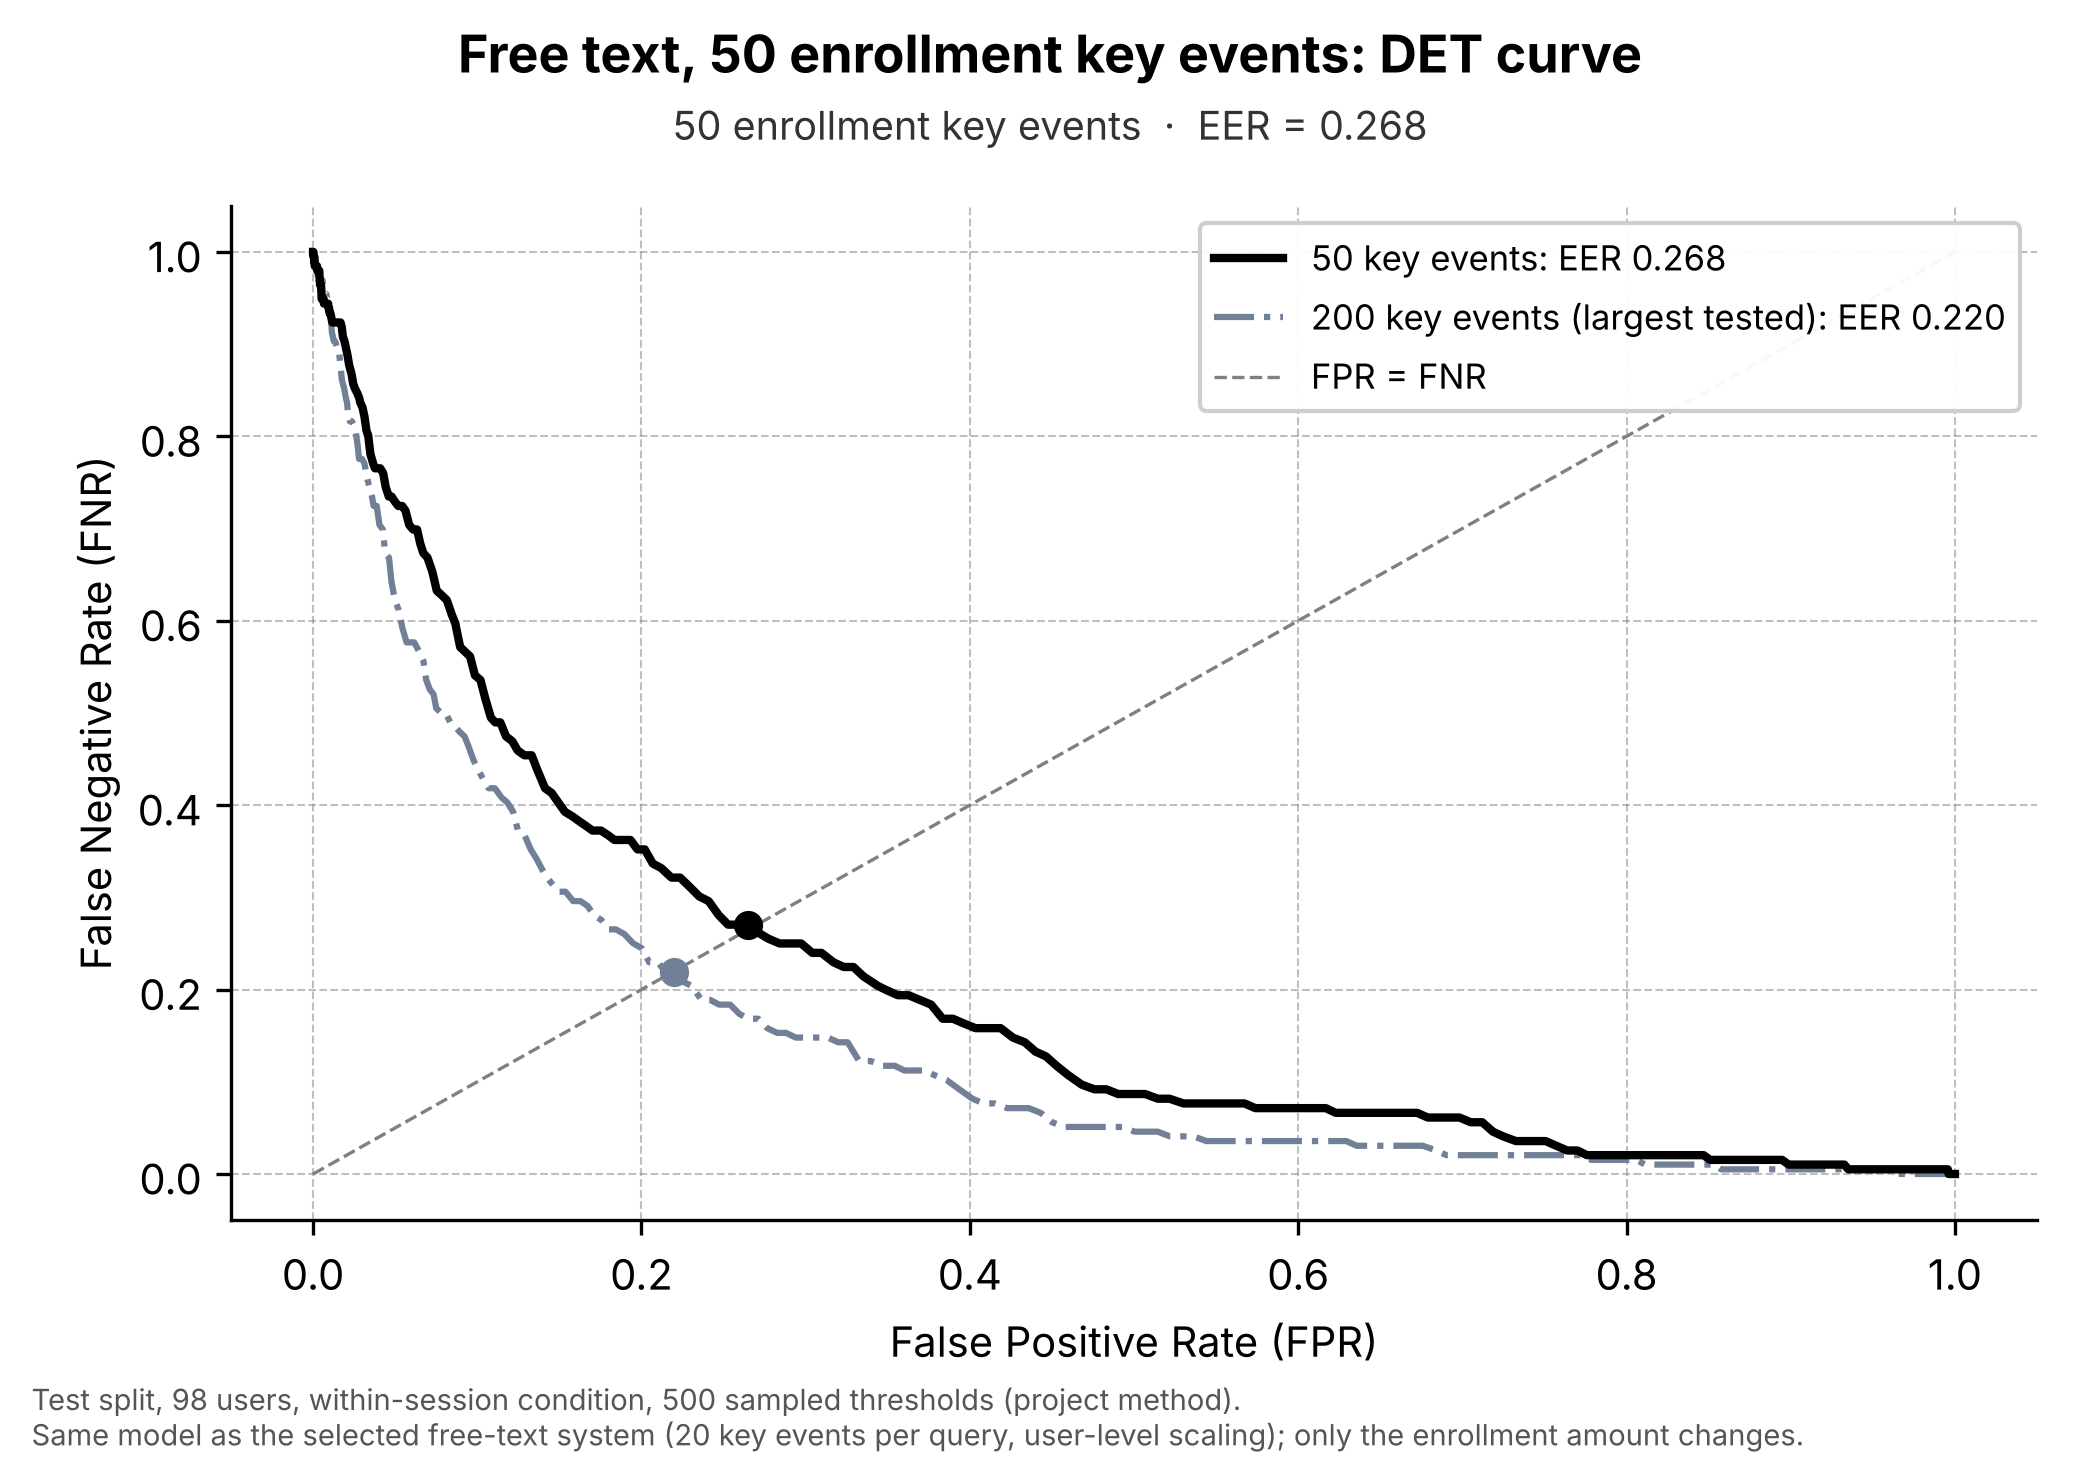 Free text, 50 enrollment key events: DET curve
50 enrollment key events · EER = 0.268
50 key events: EER 0.268
200 key events (largest tested): EER 0.220
FPR = FNR
False Negative Rate (FNR)
1.0
0.8
0.6
0.4
0.2
0.0
0.0 0.2 0.4 0.6 0.8 1.0
False Positive Rate (FPR)
Test split, 98 users, within-session condition, 500 sampled thresholds (project method).
Same model as the selected free-text system (20 key events per query, user-level scaling); only the enrollment amount changes.